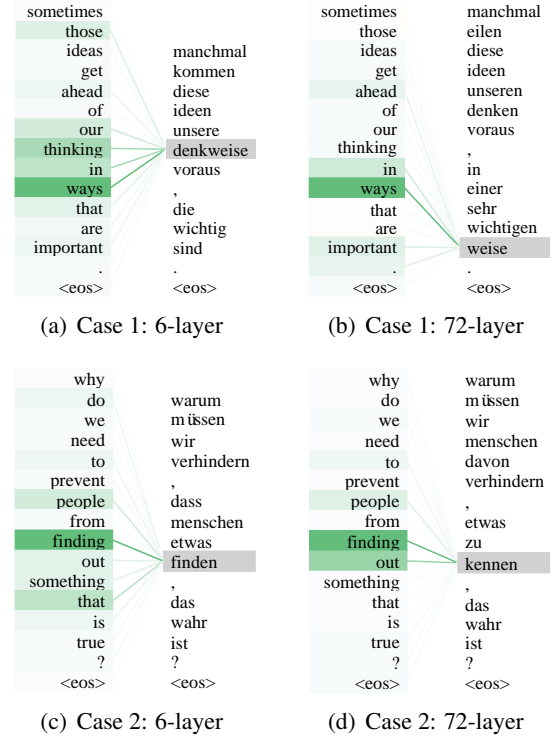 sometimes
those
ideas
get
ahead
of
our
thinking
in
ways
that
are
important
.
<eos>
manchmal
kommen
diese
ideen
unsere
denkweise
voraus
,
die
wichtig
sind
.
<eos>
(a) Case 1: 6-layer
sometimes
those
ideas
get
ahead
of
our
thinking
in
ways
that
are
important
.
<eos>
manchmal
eilen
diese
ideen
unseren
denken
voraus
,
in
einer
sehr
wichtigen
weise
.
<eos>
(b) Case 1: 72-layer
why
do
we
need
to
prevent
people
from
finding
out
something
that
is
true
?
<eos>
warum
müssen
wir
verhindern
,
dass
menschen
etwas
finden
,
das
wahr
ist
?
<eos>
(c) Case 2: 6-layer
why
do
we
need
to
prevent
people
from
finding
out
something
that
is
true
?
<eos>
warum
müssen
wir
menschen
davon
verhindern
,
etwas
zu
kennen
,
das
wahr
ist
?
<eos>
(d) Case 2: 72-layer